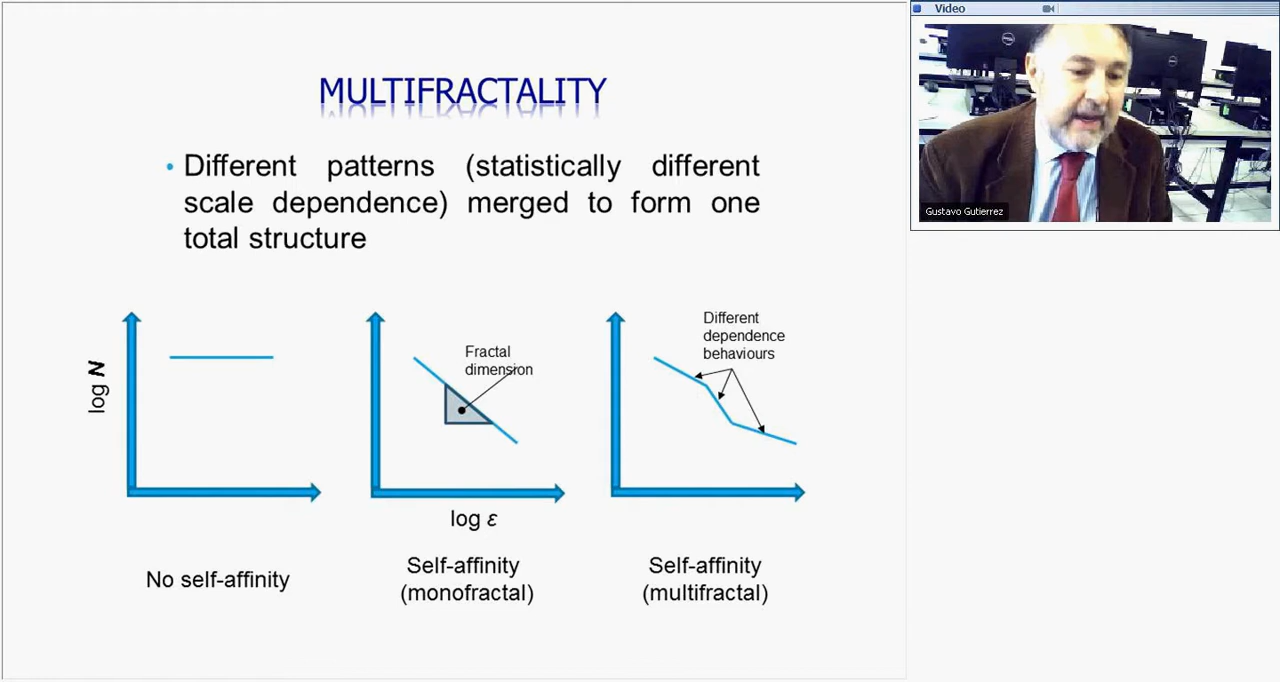 MULTIFRACTALITY
• Different patterns (statistically different
scale dependence) merged to form one
total structure
log N
Fractal
dimension
Different
dependence
behaviours
log ε
No self-affinity
Self-affinity
(monofractal)
Self-affinity
(multifractal)
Video
Gustavo Gutierrez